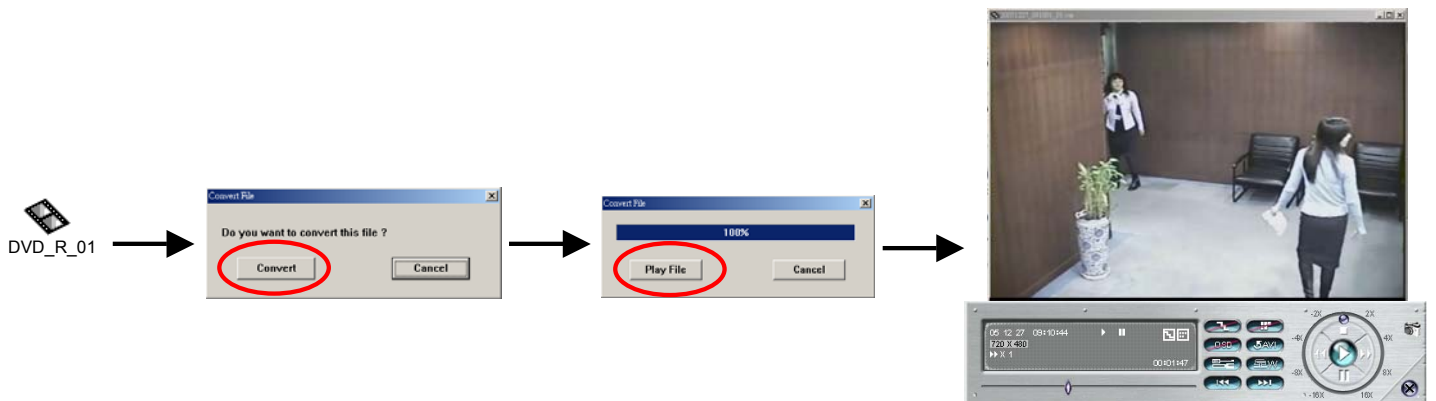 DVD_R_01
Convert File
Do you want to convert this file ?
Convert
Cancel
Convert File
100%
Play File
Cancel
05 12 27 09:10:44
720 X 480
X 1
00:01:47
OSD
AVI
-2X
2X
-4X
4X
-8X
8X
-16X
16X